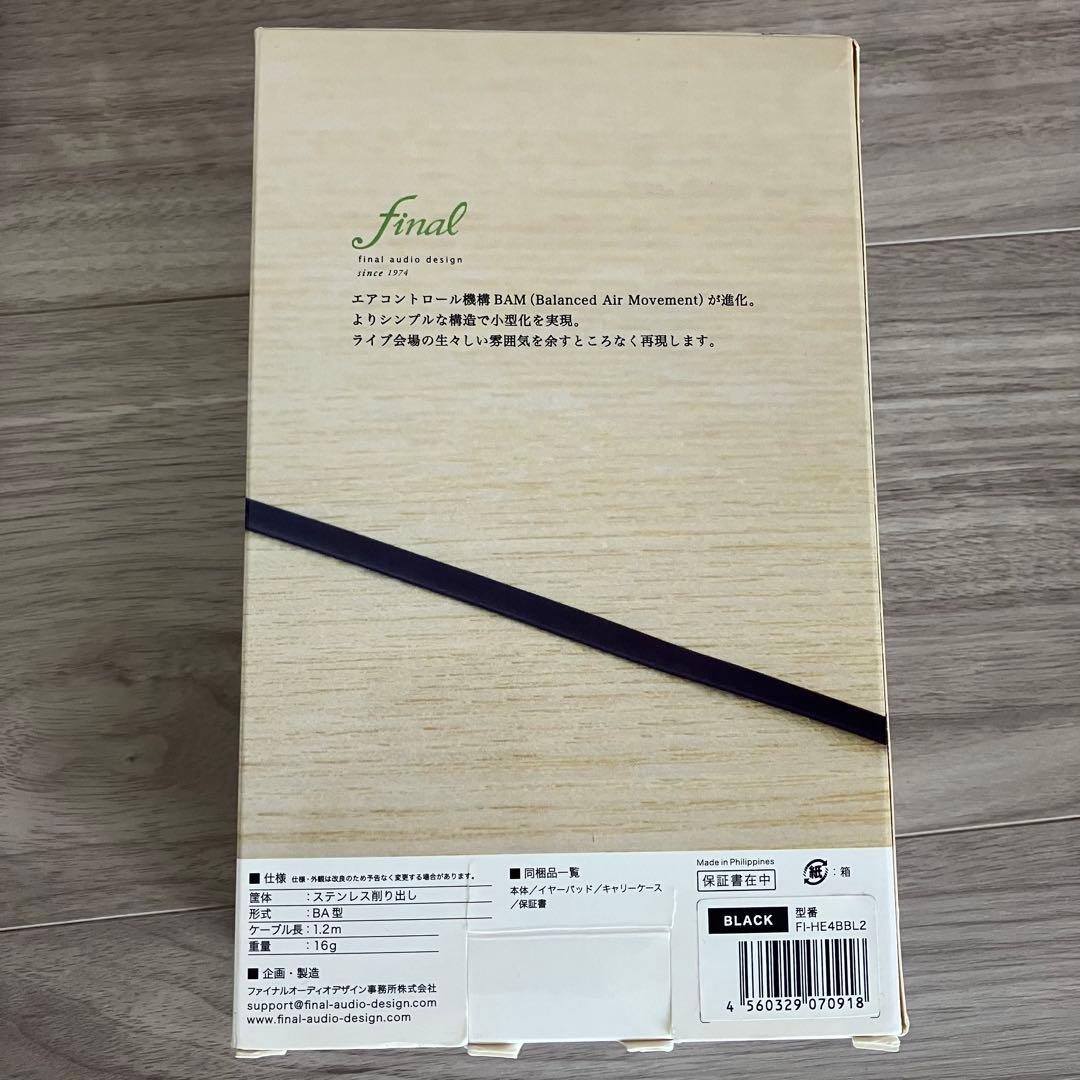 final
final audio design
since 1974
エアコントロール機構BAM（Balanced Air Movement）が進化。
よりシンプルな構造で小型化を実現。
ライブ会場の生々しい雰囲気を余すところなく再現します。
■ 仕様 仕様・外観は改良のため予告なく変更する場合があります。
筐体 ：ステンレス削り出し
形式 ：BA型
ケーブル長：1.2m
重量 ：16g
■ 企画・製造
ファイナルオーディオデザイン事務所株式会社
support@final-audio-design.com
www.final-audio-design.com
■ 同梱品一覧
本体／イヤーパッド／キャリーケース
／保証書
Made in Philippines
保証書在中
紙：箱
BLACK
型番
FI-HE4BBL2
4 560329 070918